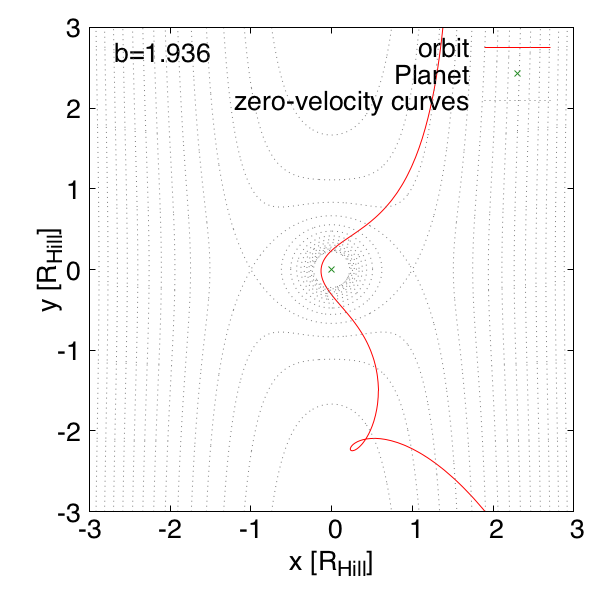 b=1.936
orbit
Planet
zero-velocity curves
3
2
1
0
-1
-2
-3
y [R_Hill]
-3 -2 -1 0 1 2 3
x [R_Hill]